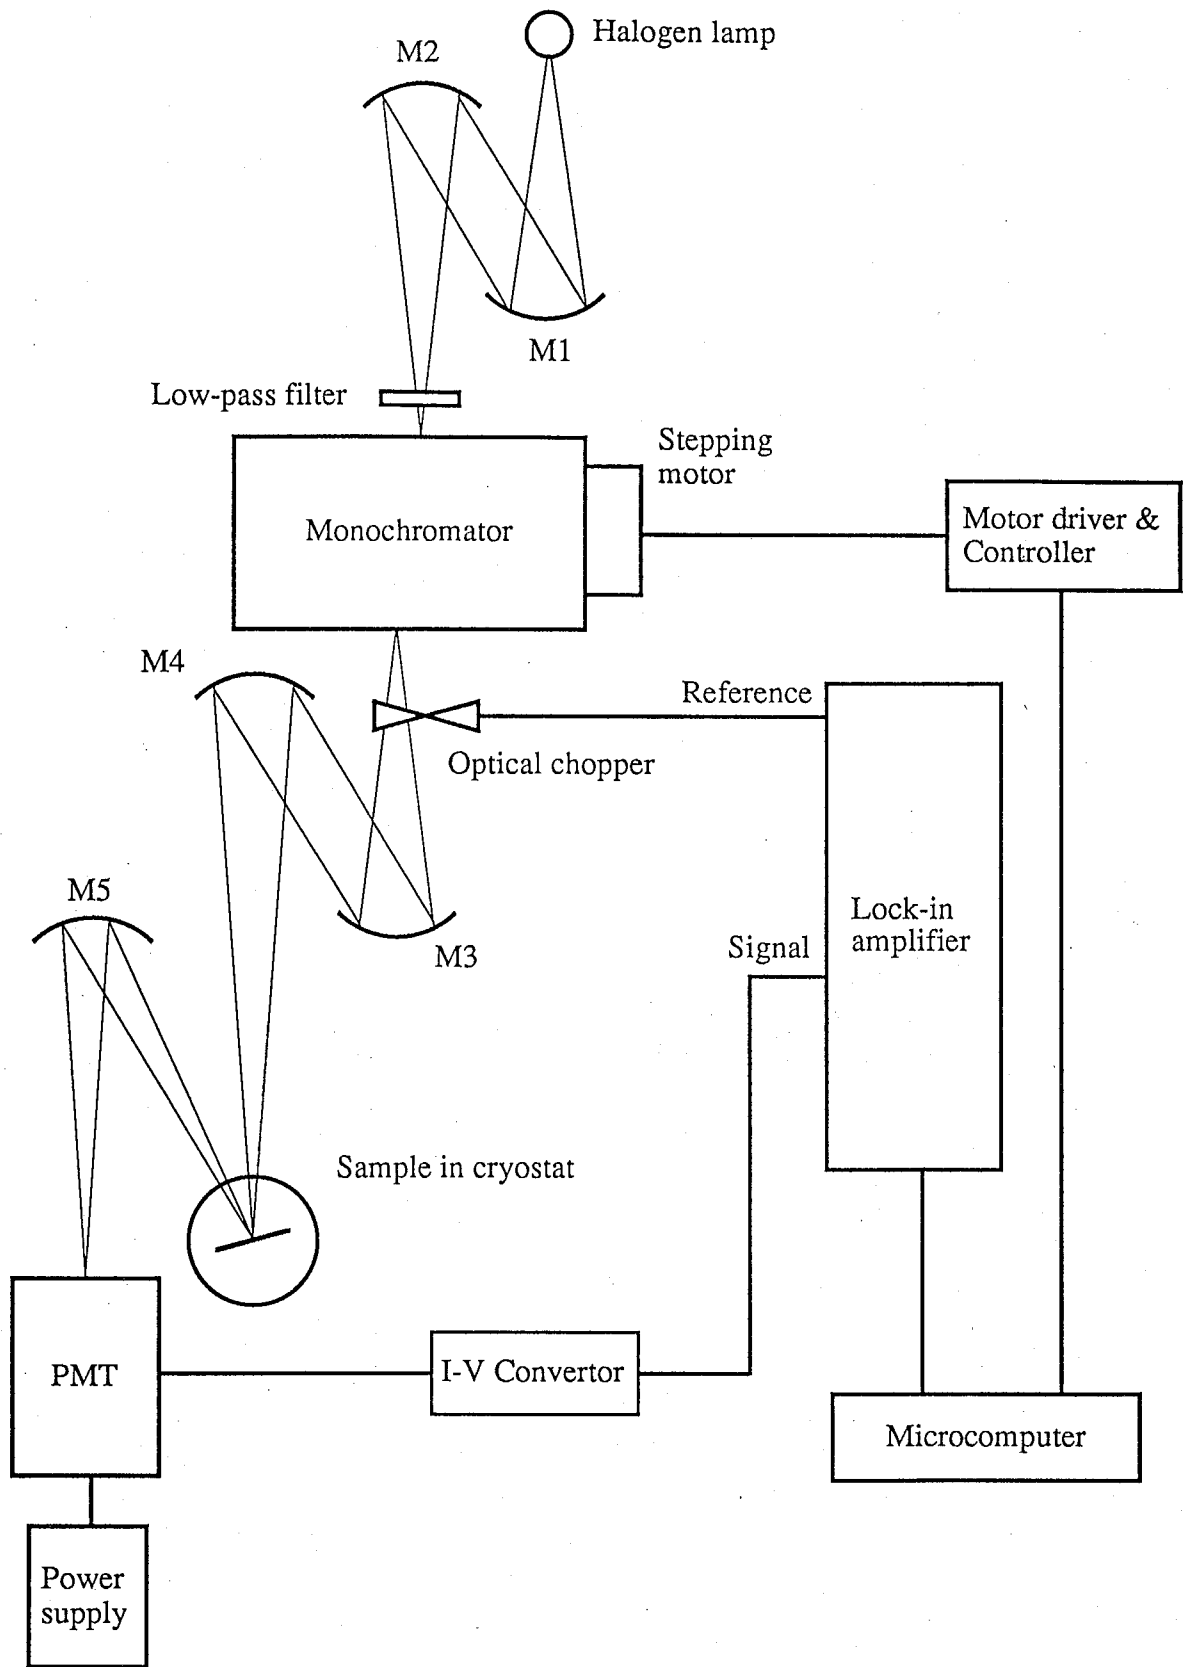 Halogen lamp
M2
M1
Low-pass filter
Stepping
motor
Monochromator
Motor driver &
Controller
M4
Reference
Optical chopper
M5
Lock-in
amplifier
M3
Signal
Sample in cryostat
PMT
I-V Convertor
Microcomputer
Power
supply